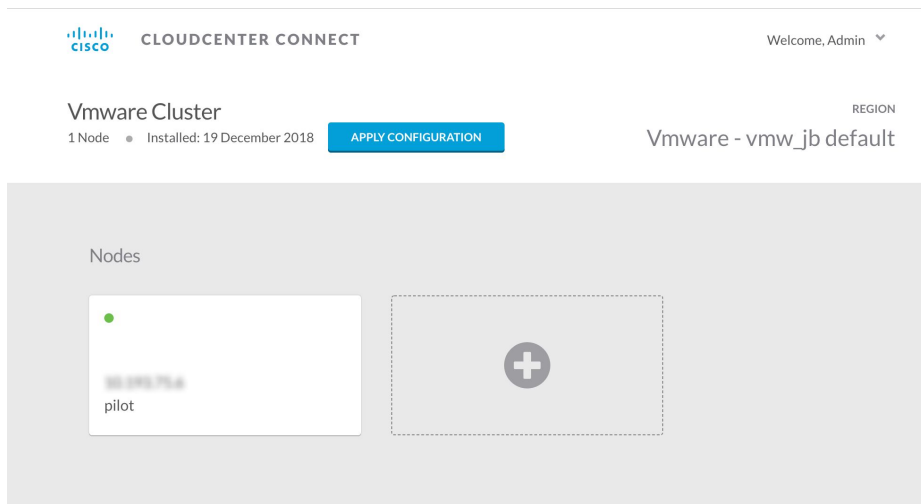 CISCO CLOUDCENTER CONNECT
Welcome, Admin
Vmware Cluster
1 Node • Installed: 19 December 2018
APPLY CONFIGURATION
REGION
Vmware - vmw_jb default
Nodes
pilot